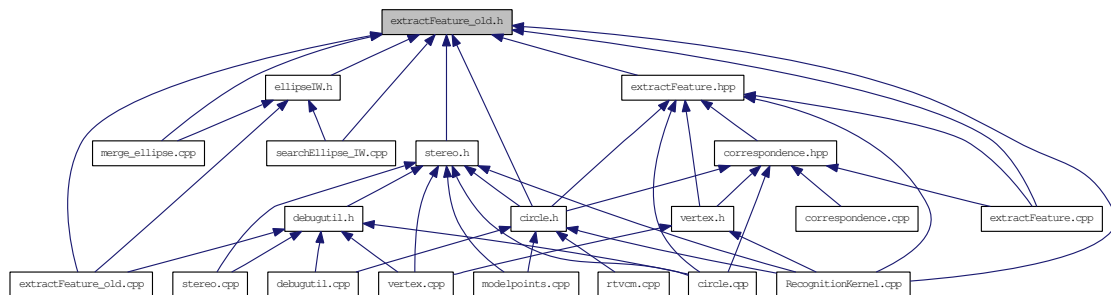 extractFeature_old.h
ellipseIW.h
extractFeature.hpp
merge_ellipse.cpp
searchEllipse_IW.cpp
stereo.h
correspondence.hpp
debugutil.h
circle.h
vertex.h
correspondence.cpp
extractFeature.cpp
extractFeature_old.cpp
stereo.cpp
debugutil.cpp
vertex.cpp
modelpoints.cpp
rtvcm.cpp
circle.cpp
RecognitionKernel.cpp